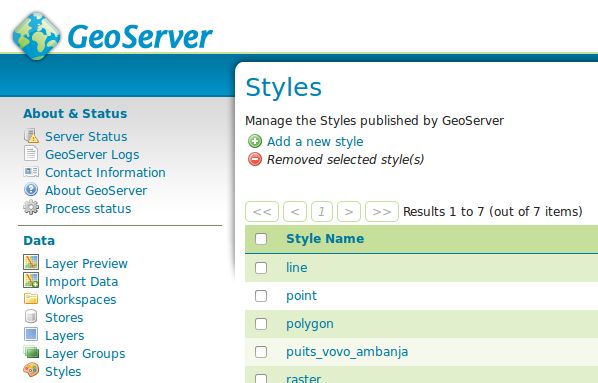 GeoServer
About & Status
Server Status
GeoServer Logs
Contact Information
About GeoServer
Process status
Data
Layer Preview
Import Data
Workspaces
Stores
Layers
Layer Groups
Styles
Styles
Manage the Styles published by GeoServer
Add a new style
Removed selected style(s)
<< < 1 > >> Results 1 to 7 (out of 7 items)
Style Name
line
point
polygon
puits_vovo_ambanja
raster